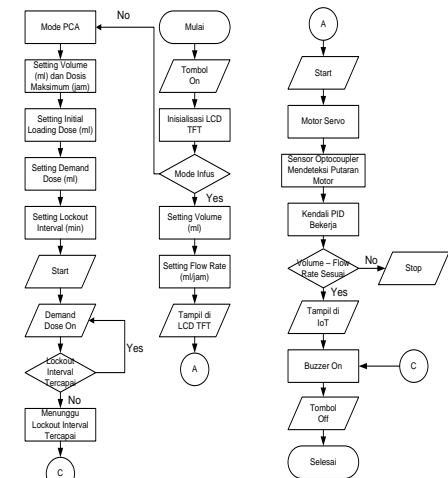 Mode PCA
Setting Volume
(ml) dan Dosis
Maksimum (jam)
Setting Initial
Loading Dose (ml)
Setting Demand
Dose (ml)
Setting Lockout
Interval (min)
Start
Demand
Dose On
Yes
Lockout
Interval
Tercapai
No
Menunggu
Lockout Interval
Tercapai
C
No
Mulai
Tombol
On
Inisialisasi LCD
TFT
Mode Infus
Yes
Setting Volume
(ml)
Setting Flow Rate
(ml/jam)
Tampil di
LCD TFT
A
A
Start
Motor Servo
Sensor Optocoupler
Mendeteksi Putaran
Motor
Kendali PID
Bekerja
Volume – Flow
Rate Sesuai
No
Stop
Yes
Tampil di
IoT
Buzzer On
C
Tombol
Off
Selesai